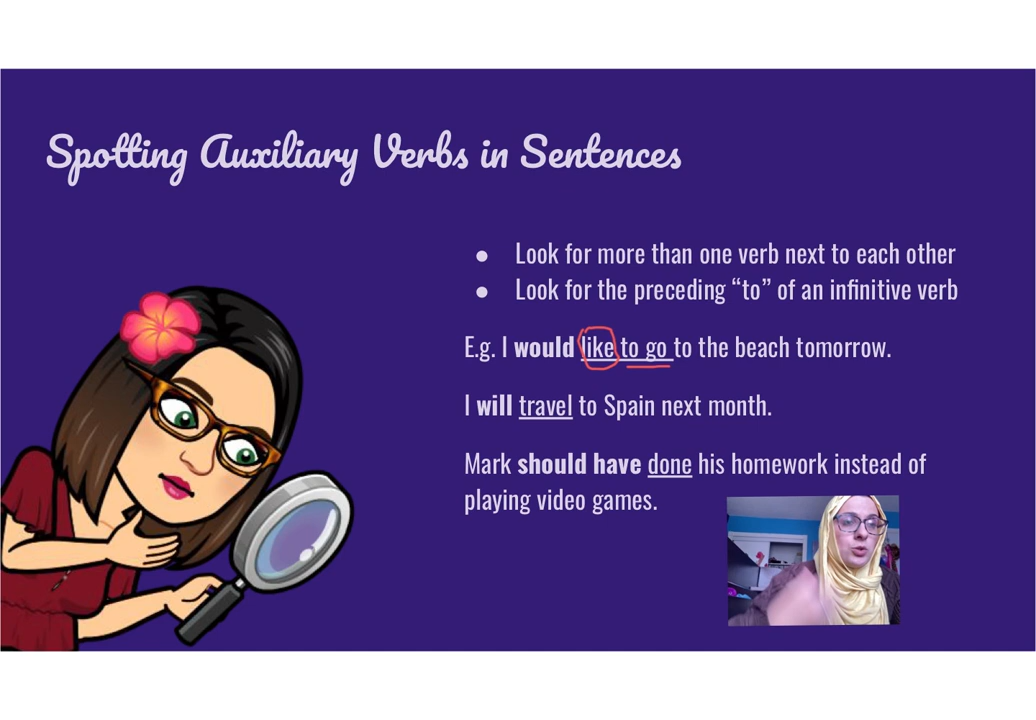 Spotting Auxiliary Verbs in Sentences
● Look for more than one verb next to each other
● Look for the preceding “to” of an infinitive verb
E.g. I would like to go to the beach tomorrow.
I will travel to Spain next month.
Mark should have done his homework instead of
playing video games.